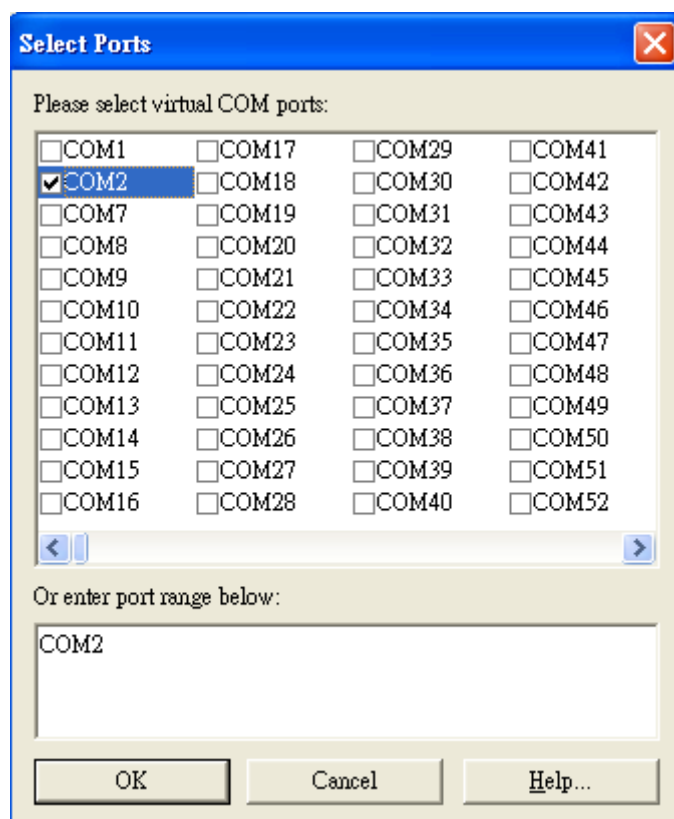 Select Ports
Please select virtual COM ports:
COM1 COM17 COM29 COM41
COM2 COM18 COM30 COM42
COM7 COM19 COM31 COM43
COM8 COM20 COM32 COM44
COM9 COM21 COM33 COM45
COM10 COM22 COM34 COM46
COM11 COM23 COM35 COM47
COM12 COM24 COM36 COM48
COM13 COM25 COM37 COM49
COM14 COM26 COM38 COM50
COM15 COM27 COM39 COM51
COM16 COM28 COM40 COM52
Or enter port range below:
COM2
OK Cancel Help...